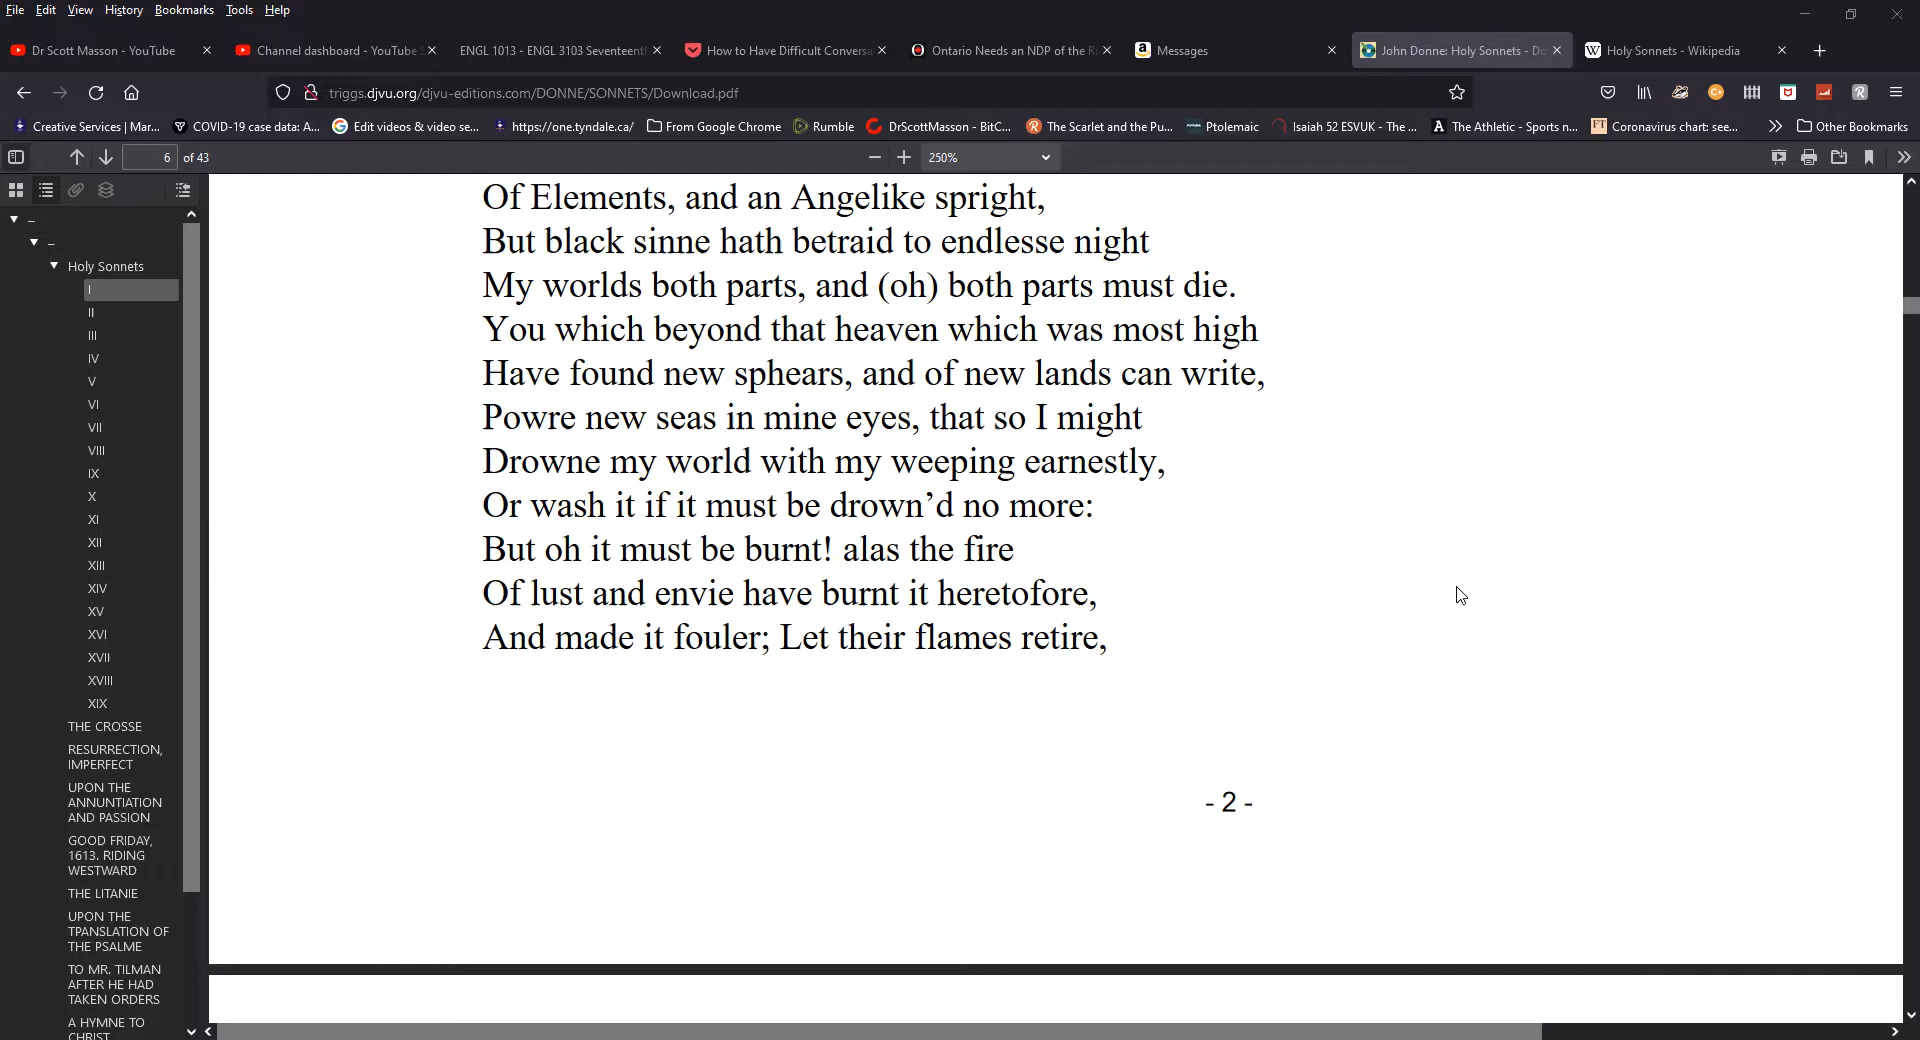 File Edit View History Bookmarks Tools Help
Dr Scott Masson - YouTube
Channel dashboard - YouTube
ENGL 1013 - ENGL 3103 Seventeent
How to Have Difficult Conversa
Ontario Needs an NDP of the Ri
Messages
John Donne: Holy Sonnets - Do
Holy Sonnets - Wikipedia
triggs.djvu.org/djvu-editions.com/DONNE/SONNETS/Download.pdf
Creative Services | Mar...
COVID-19 case data: A...
Edit videos & video se...
https://one.tyndale.ca/
From Google Chrome
Rumble
DrScottMasson - BitC...
The Scarlet and the Pu...
Ptolemaic
Isaiah 52 ESVUK - The ...
The Athletic - Sports n...
Coronavirus chart: see...
Other Bookmarks
6 of 43
250%
Holy Sonnets
I
II
III
IV
V
VI
VII
VIII
IX
X
XI
XII
XIII
XIV
XV
XVI
XVII
XVIII
XIX
THE CROSSE
RESURRECTION,
IMPERFECT
UPON THE
ANNUNTIATION
AND PASSION
GOOD FRIDAY,
1613. RIDING
WESTWARD
THE LITANIE
UPON THE
TPANSLATION OF
THE PSALME
TO MR. TILMAN
AFTER HE HAD
TAKEN ORDERS
A HYMNE TO
CHRIST
Of Elements, and an Angelike spright,
But black sinne hath betraid to endlesse night
My worlds both parts, and (oh) both parts must die.
You which beyond that heaven which was most high
Have found new sphears, and of new lands can write,
Powre new seas in mine eyes, that so I might
Drowne my world with my weeping earnestly,
Or wash it if it must be drown’d no more:
But oh it must be burnt! alas the fire
Of lust and envie have burnt it heretofore,
And made it fouler; Let their flames retire,
- 2 -